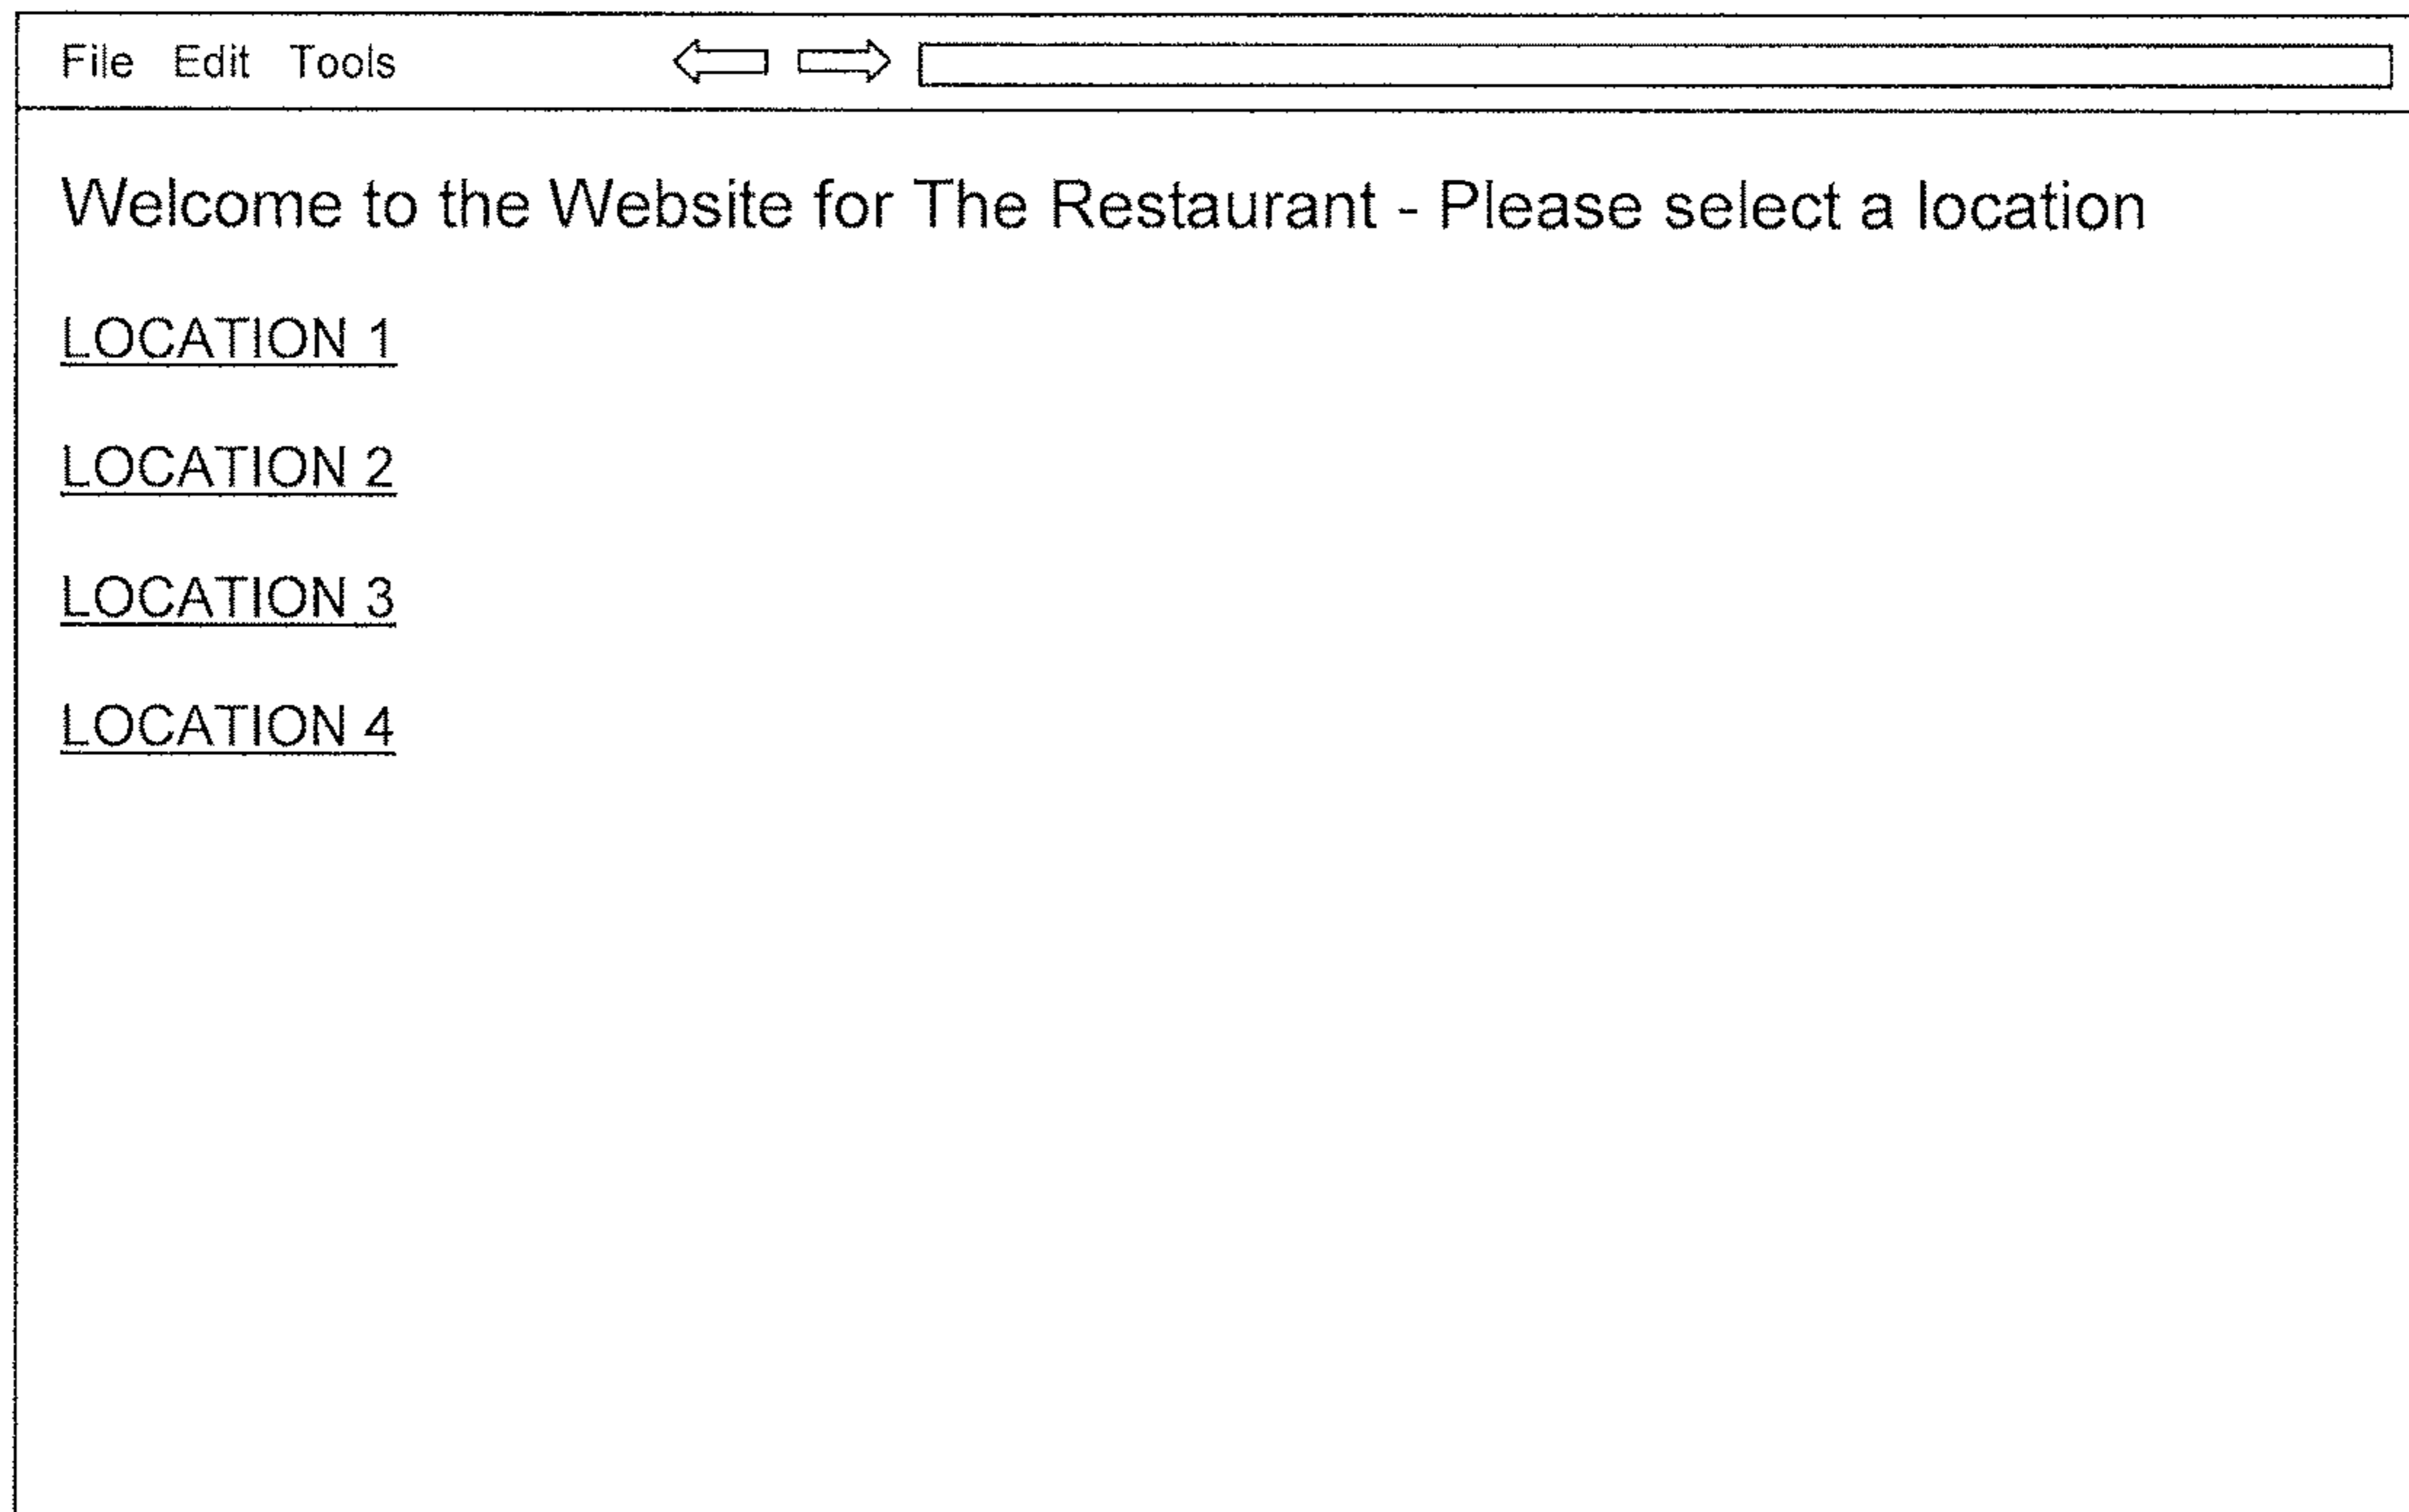 File Edit Tools
Welcome to the Website for The Restaurant - Please select a location
LOCATION 1
LOCATION 2
LOCATION 3
LOCATION 4